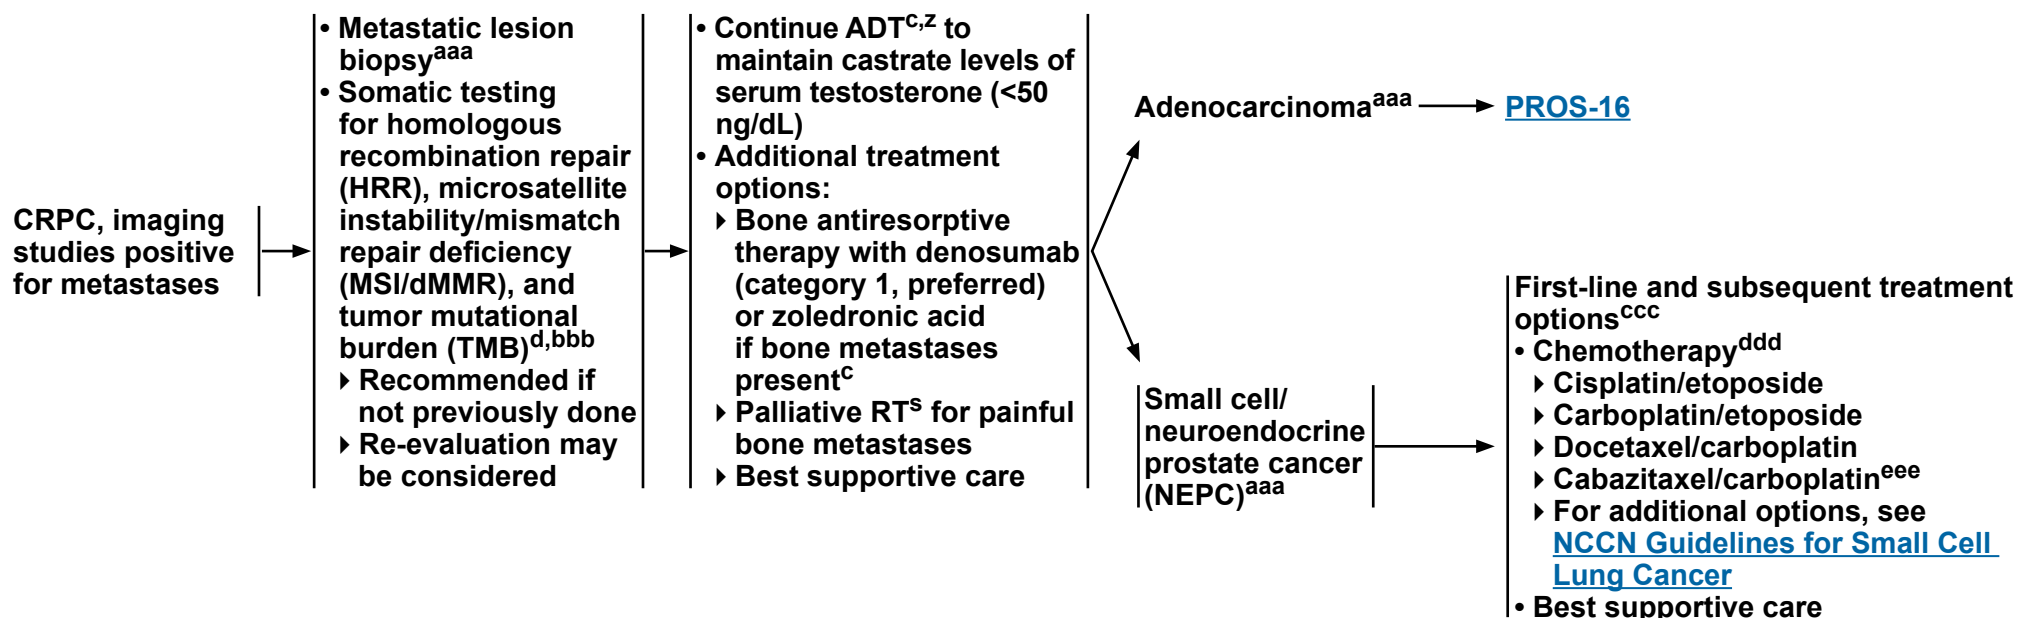 CRPC, imaging
studies positive
for metastases
• Metastatic lesion
biopsyaaa
• Somatic testing
for homologous
recombination repair
(HRR), microsatellite
instability/mismatch
repair deficiency
(MSI/dMMR), and
tumor mutational
burden (TMB)d,bbb
▸ Recommended if
not previously done
▸ Re-evaluation may
be considered
• Continue ADTc,z to
maintain castrate levels of
serum testosterone (<50
ng/dL)
• Additional treatment
options:
▸ Bone antiresorptive
therapy with denosumab
(category 1, preferred)
or zoledronic acid
if bone metastases
presentc
▸ Palliative RTs for painful
bone metastases
▸ Best supportive care
Adenocarcinomaaaa
PROS-16
Small cell/
neuroendocrine
prostate cancer
(NEPC)aaa
First-line and subsequent treatment
optionsccc
• Chemotherapyddd
▸ Cisplatin/etoposide
▸ Carboplatin/etoposide
▸ Docetaxel/carboplatin
▸ Cabazitaxel/carboplatineee
▸ For additional options, see
NCCN Guidelines for Small Cell
Lung Cancer
• Best supportive care